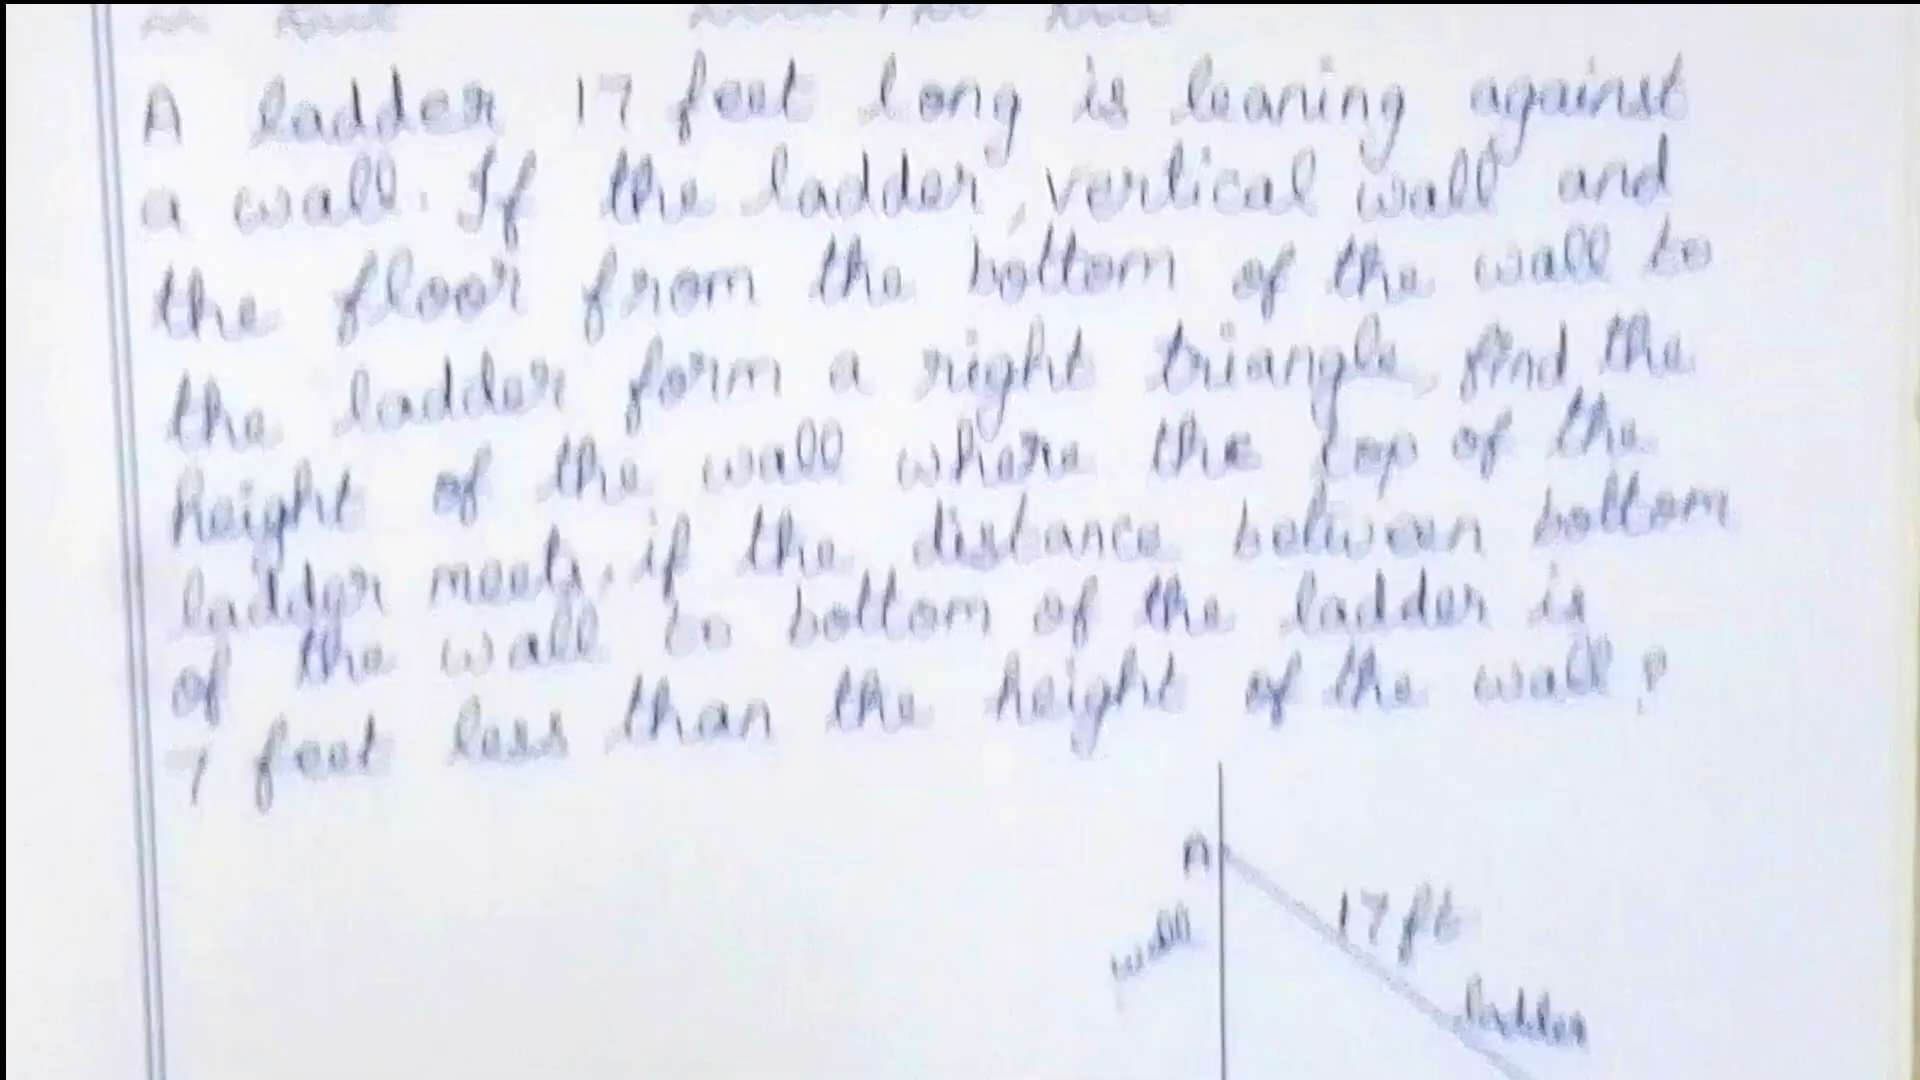 A ladder 17 feet long is leaning against
a wall. If the ladder, vertical wall and
the floor from the bottom of the wall to
the ladder form a right triangle, find the
height of the wall where the top of the
ladder meets, if the distance between bottom
of the wall to bottom of the ladder is
7 feet less than the height of the wall?
A
17 ft
wall
ladder